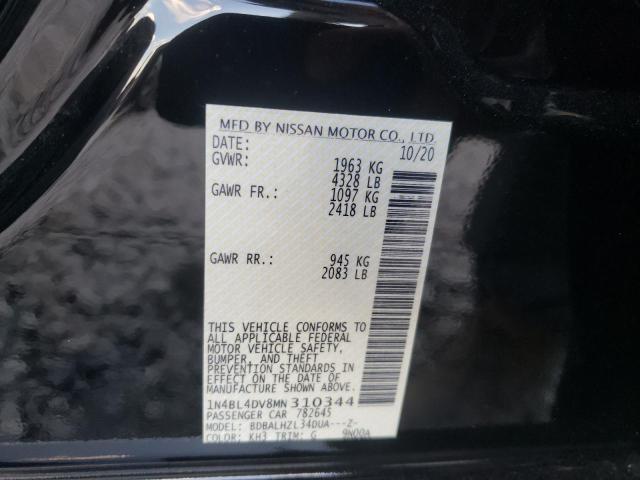 MFD BY NISSAN MOTOR CO., LTD.
DATE: 10/20
GVWR: 1963 KG
4328 LB
GAWR FR.: 1097 KG
2418 LB
GAWR RR.: 945 KG
2083 LB
THIS VEHICLE CONFORMS TO
ALL APPLICABLE FEDERAL
MOTOR VEHICLE SAFETY,
BUMPER, AND THEFT
PREVENTION STANDARDS
IN EFFECT ON THE DATE
OF MANUFACTURE SHOWN
ABOVE.
1N4BL4DV8MN310344
PASSENGER CAR 782645
MODEL: BDBALHZL34DUA---Z-
COLOR: KH3 TRIM: G 9N00A